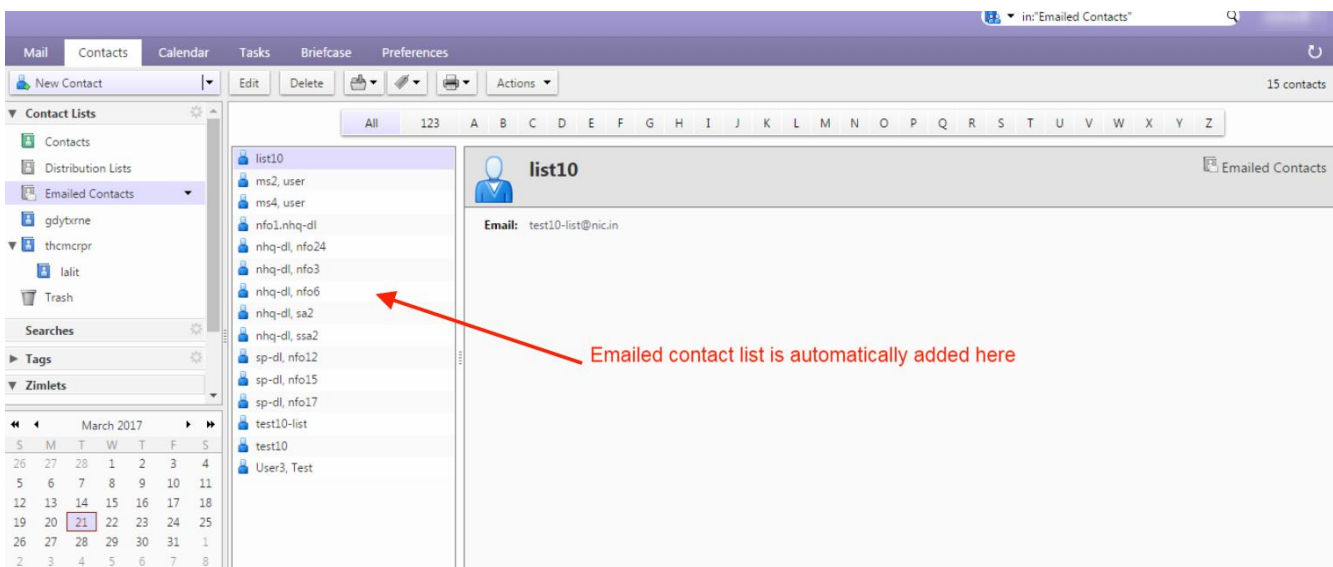 in:"Emailed Contacts"
Mail Contacts Calendar Tasks Briefcase Preferences
New Contact Edit Delete Actions 15 contacts
Contact Lists
All 123 A B C D E F G H I J K L M N O P Q R S T U V W X Y Z
Contacts
Distribution Lists
Emailed Contacts
gdytxrne
thcmcrpr
lalit
Trash
Searches
Tags
Zimlets
March 2017
S M T W T F S
26 27 28 1 2 3 4
5 6 7 8 9 10 11
12 13 14 15 16 17 18
19 20 21 22 23 24 25
26 27 28 29 30 31 1
2 3 4 5 6 7 8
list10
ms2, user
ms4, user
nfo1.nhq-dl
nhq-dl, nfo24
nhq-dl, nfo3
nhq-dl, nfo6
nhq-dl, sa2
nhq-dl, ssa2
sp-dl, nfo12
sp-dl, nfo15
sp-dl, nfo17
test10-list
test10
User3, Test
list10
Emailed Contacts
Email: test10-list@nic.in
Emailed contact list is automatically added here